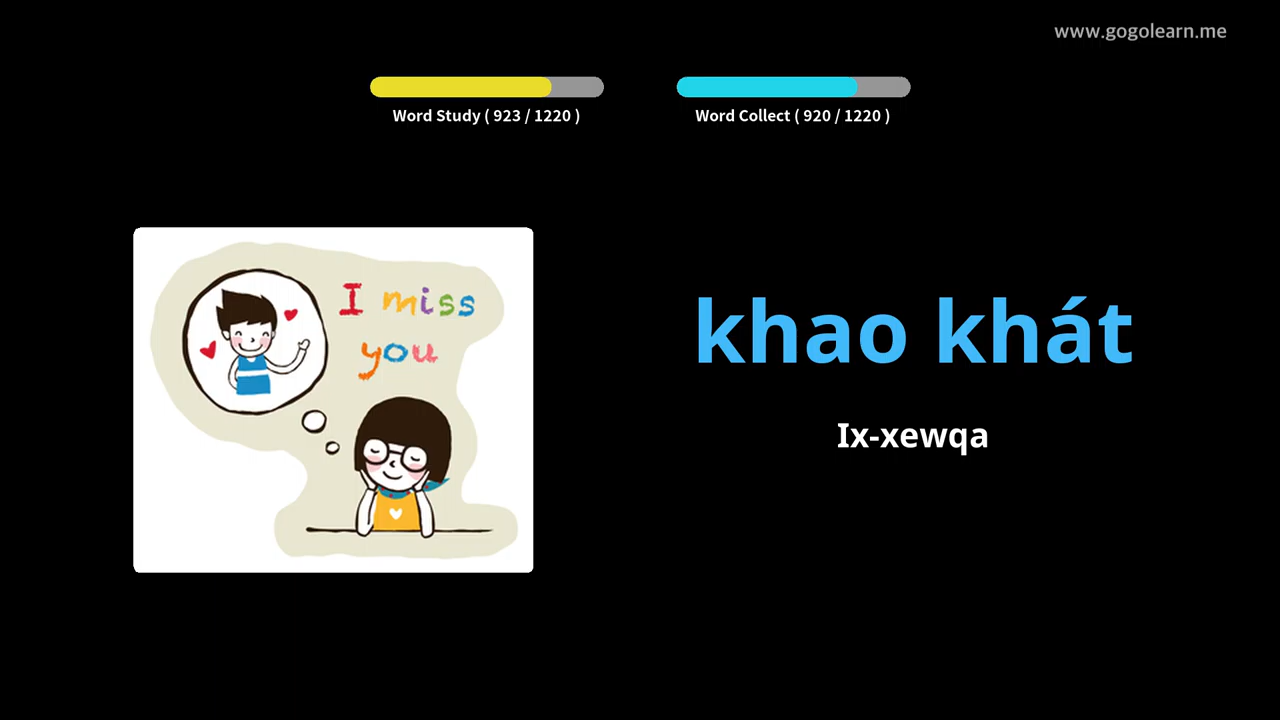 www.gogolearn.me
Word Study ( 923 / 1220 )
Word Collect ( 920 / 1220 )
I miss
you
khao khát
Ix-xewqa